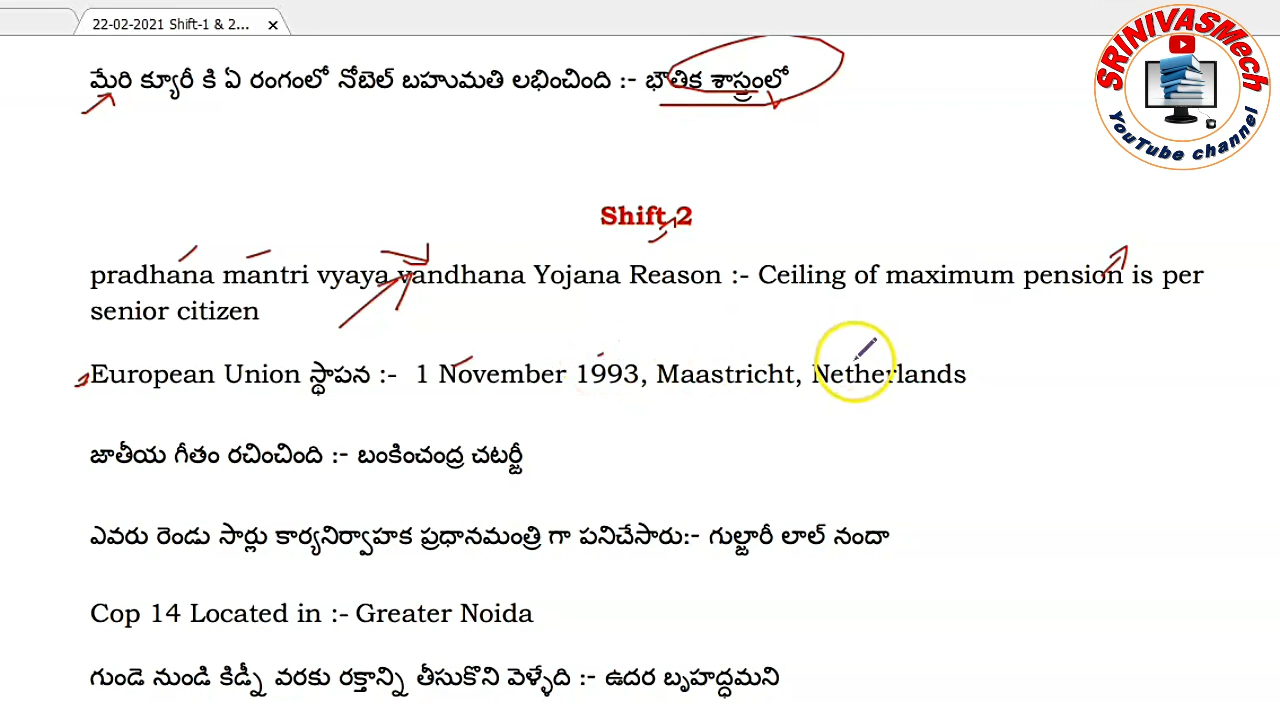 22-02-2021 Shift-1 & 2...
SRINIVASMech
YouTube channel
మేరి క్యూరీ కి ఏ రంగంలో నోబెల్ బహుమతి లభించింది :- భౌతిక శాస్త్రంలో
Shift 2
pradhana mantri vyaya vandhana Yojana Reason :- Ceiling of maximum pension is per
senior citizen
European Union స్థాపన :- 1 November 1993, Maastricht, Netherlands
జాతీయ గీతం రచించింది :- బంకించంద్ర చటర్జీ
ఎవరు రెండు సార్లు కార్యనిర్వాహక ప్రధానమంత్రి గా పనిచేసారు:- గుల్జారీ లాల్ నందా
Cop 14 Located in :- Greater Noida
గుండె నుండి కిడ్నీ వరకు రక్తాన్ని తీసుకొని వెళ్ళేది :- ఉదర బృహద్ధమని